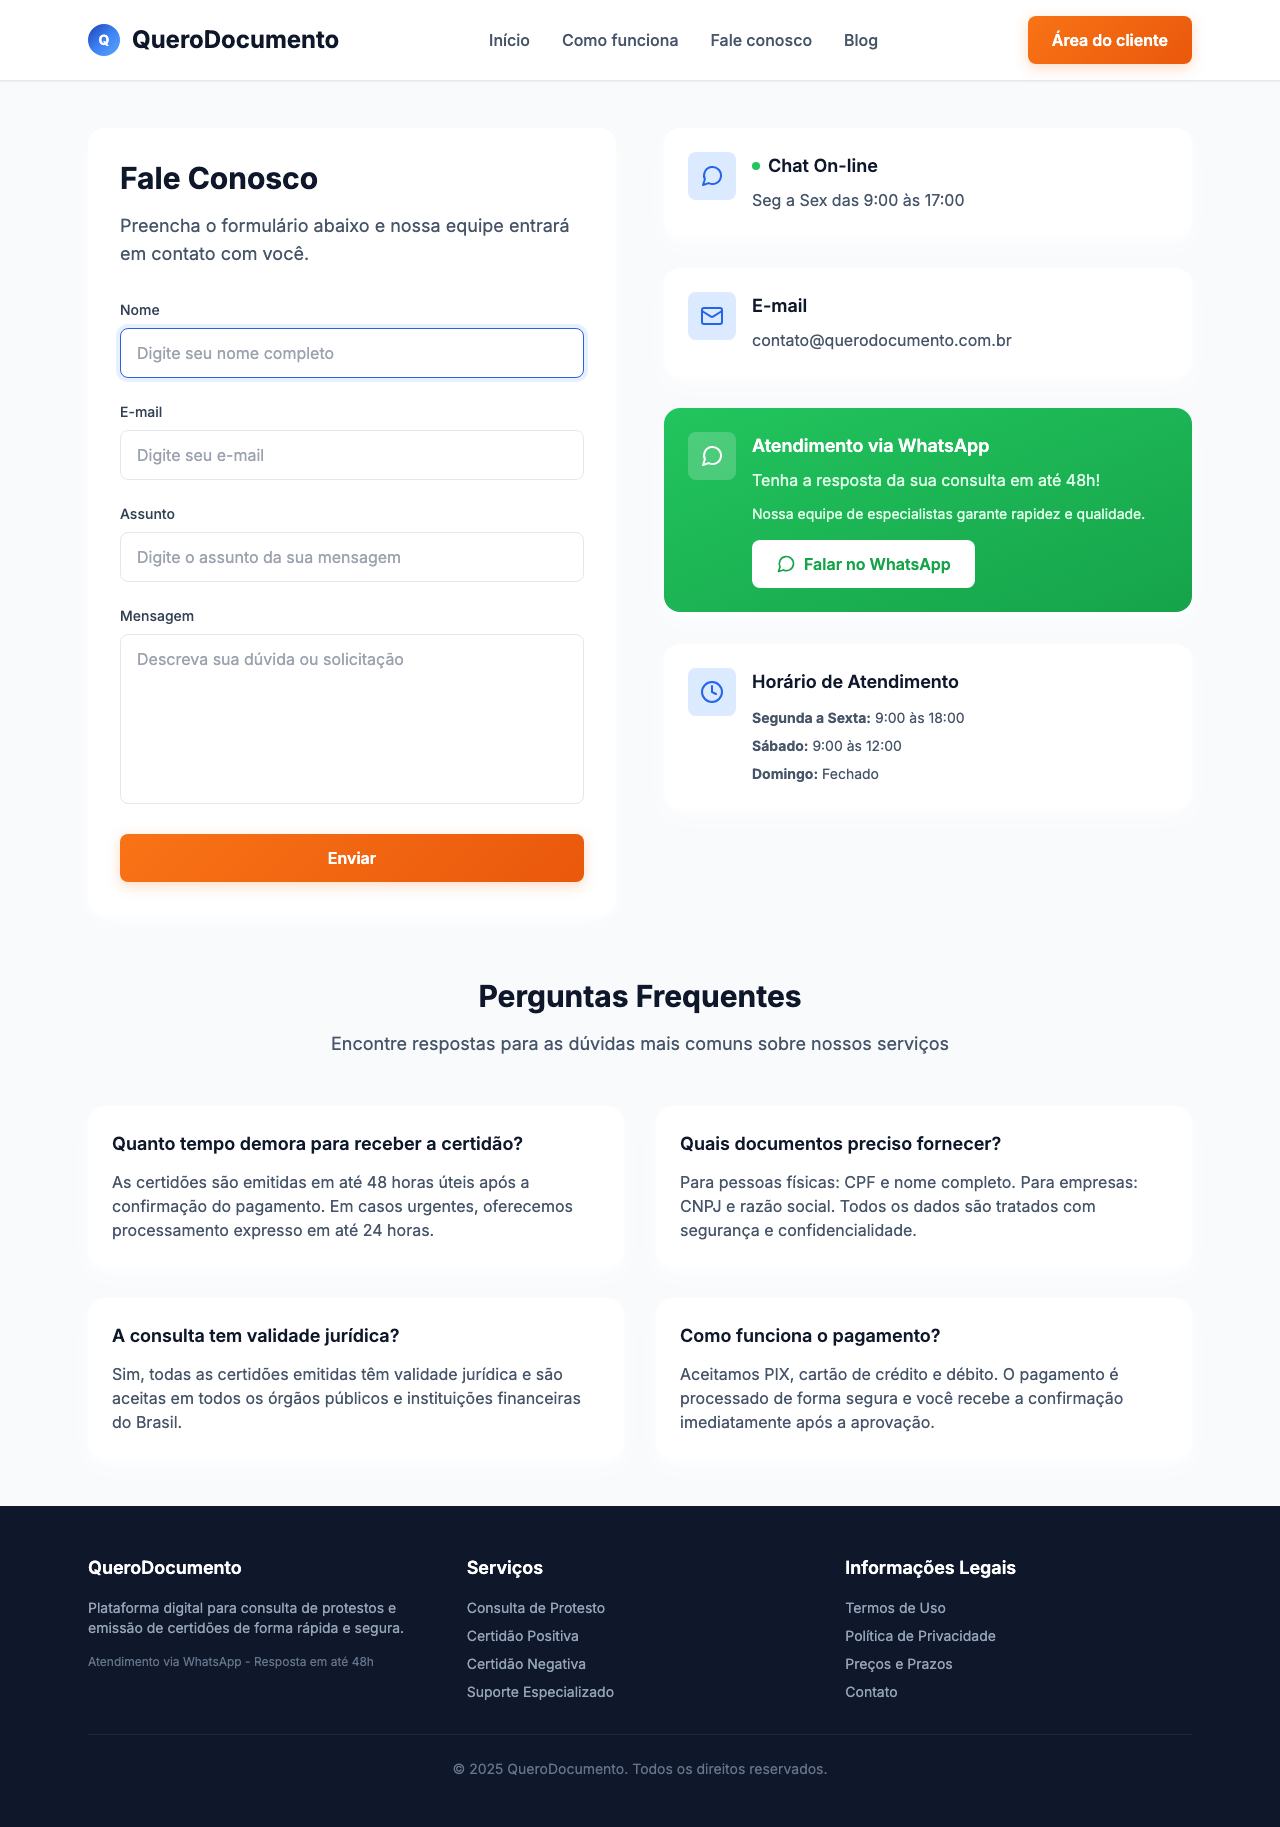 Q QueroDocumento
Início Como funciona Fale conosco Blog
Área do cliente
Fale Conosco
Preencha o formulário abaixo e nossa equipe entrará
em contato com você.
Nome
Digite seu nome completo
E-mail
Digite seu e-mail
Assunto
Digite o assunto da sua mensagem
Mensagem
Descreva sua dúvida ou solicitação
Enviar
Chat On-line
Seg a Sex das 9:00 às 17:00
E-mail
contato@querodocumento.com.br
Atendimento via WhatsApp
Tenha a resposta da sua consulta em até 48h!
Nossa equipe de especialistas garante rapidez e qualidade.
Falar no WhatsApp
Horário de Atendimento
Segunda a Sexta: 9:00 às 18:00
Sábado: 9:00 às 12:00
Domingo: Fechado
Perguntas Frequentes
Encontre respostas para as dúvidas mais comuns sobre nossos serviços
Quanto tempo demora para receber a certidão?
As certidões são emitidas em até 48 horas úteis após a
confirmação do pagamento. Em casos urgentes, oferecemos
processamento expresso em até 24 horas.
Quais documentos preciso fornecer?
Para pessoas físicas: CPF e nome completo. Para empresas:
CNPJ e razão social. Todos os dados são tratados com
segurança e confidencialidade.
A consulta tem validade jurídica?
Sim, todas as certidões emitidas têm validade jurídica e são
aceitas em todos os órgãos públicos e instituições financeiras
do Brasil.
Como funciona o pagamento?
Aceitamos PIX, cartão de crédito e débito. O pagamento é
processado de forma segura e você recebe a confirmação
imediatamente após a aprovação.
QueroDocumento
Plataforma digital para consulta de protestos e
emissão de certidões de forma rápida e segura.
Atendimento via WhatsApp - Resposta em até 48h
Serviços
Consulta de Protesto
Certidão Positiva
Certidão Negativa
Suporte Especializado
Informações Legais
Termos de Uso
Política de Privacidade
Preços e Prazos
Contato
© 2025 QueroDocumento. Todos os direitos reservados.